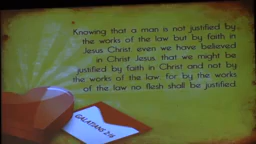 Knowing that a man is not justified by
the works of the law but by faith in
Jesus Christ, even we have believed
in Christ Jesus, that we might be
justified by faith in Christ and not by
the works of the law; for by the works
of the law no flesh shall be justified.
GALATIANS 2:16